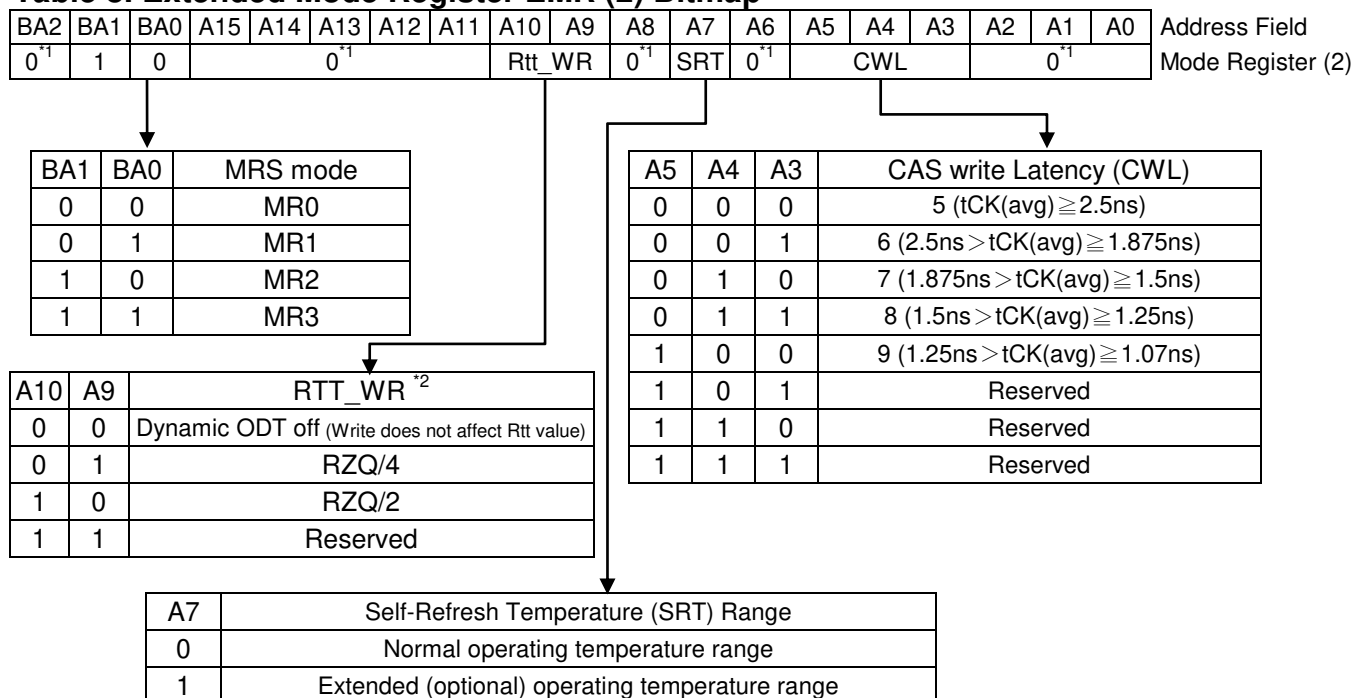 BA2 BA1 BA0 A15 A14 A13 A12 A11 A10 A9 A8 A7 A6 A5 A4 A3 A2 A1 A0 Address Field
0*1 1 0 0*1 Rtt_WR 0*1 SRT 0*1 CWL 0*1 Mode Register (2)
BA1 BA0 MRS mode
0 0 MR0
0 1 MR1
1 0 MR2
1 1 MR3
A5 A4 A3 CAS write Latency (CWL)
0 0 0 5 (tCK(avg)≧2.5ns)
0 0 1 6 (2.5ns>tCK(avg)≧1.875ns)
0 1 0 7 (1.875ns>tCK(avg)≧1.5ns)
0 1 1 8 (1.5ns>tCK(avg)≧1.25ns)
1 0 0 9 (1.25ns>tCK(avg)≧1.07ns)
1 0 1 Reserved
1 1 0 Reserved
1 1 1 Reserved
A10 A9 RTT_WR *2
0 0 Dynamic ODT off (Write does not affect Rtt value)
0 1 RZQ/4
1 0 RZQ/2
1 1 Reserved
A7 Self-Refresh Temperature (SRT) Range
0 Normal operating temperature range
1 Extended (optional) operating temperature range